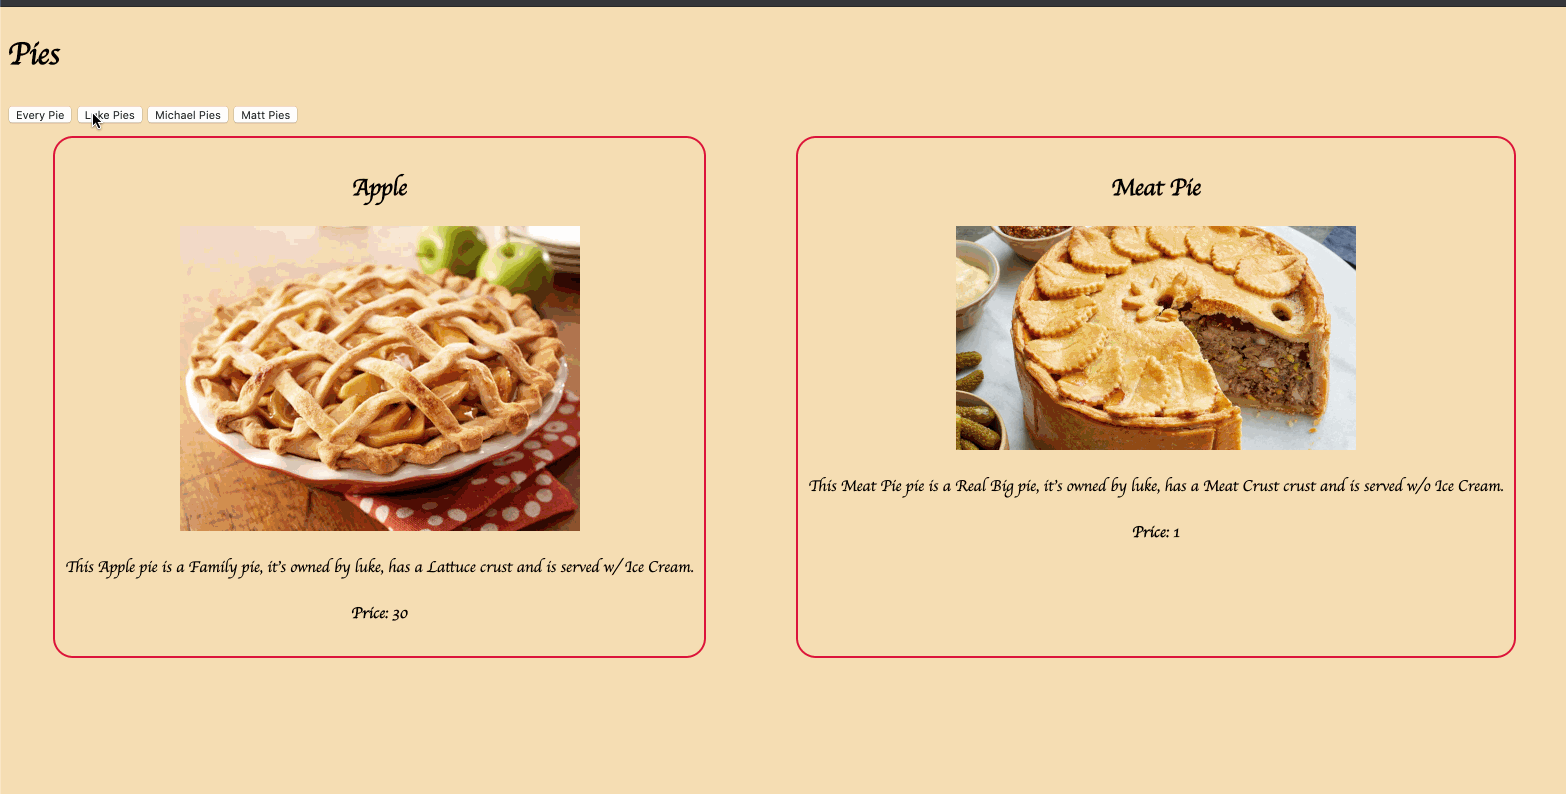 Pies
Every Pie Luke Pies Michael Pies Matt Pies
Apple
Meat Pie
This Apple pie is a Family pie, it's owned by luke, has a Lattuce crust and is served w/ Ice Cream.
Price: 30
This Meat Pie pie is a Real Big pie, it's owned by luke, has a Meat Crust crust and is served w/o Ice Cream.
Price: 1